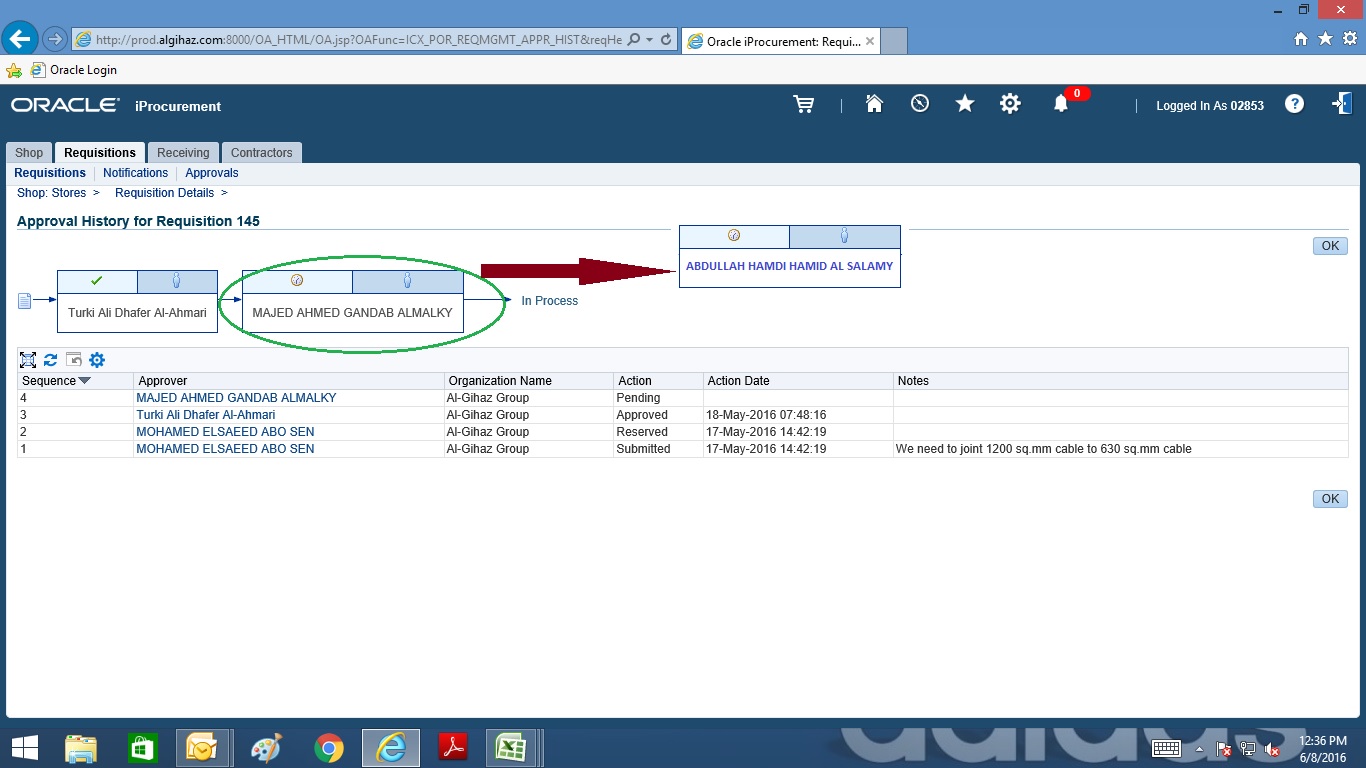 http://prod.algihaz.com:8000/OA_HTML/OA.jsp?OAFunc=ICX_POR_REQMGMT_APPR_HIST&reqHe
Oracle iProcurement: Requi...
Oracle Login
ORACLE iProcurement
0
Logged In As 02853
Shop Requisitions Receiving Contractors
Requisitions Notifications Approvals
Shop: Stores > Requisition Details >
Approval History for Requisition 145
OK
ABDULLAH HAMDI HAMID AL SALAMY
In Process
Turki Ali Dhafer Al-Ahmari MAJED AHMED GANDAB ALMALKY
Sequence Approver Organization Name Action Action Date Notes
4 MAJED AHMED GANDAB ALMALKY Al-Gihaz Group Pending
3 Turki Ali Dhafer Al-Ahmari Al-Gihaz Group Approved 18-May-2016 07:48:16
2 MOHAMED ELSAEED ABO SEN Al-Gihaz Group Reserved 17-May-2016 14:42:19
1 MOHAMED ELSAEED ABO SEN Al-Gihaz Group Submitted 17-May-2016 14:42:19 We need to joint 1200 sq.mm cable to 630 sq.mm cable
OK
adidas
12:36 PM
6/8/2016